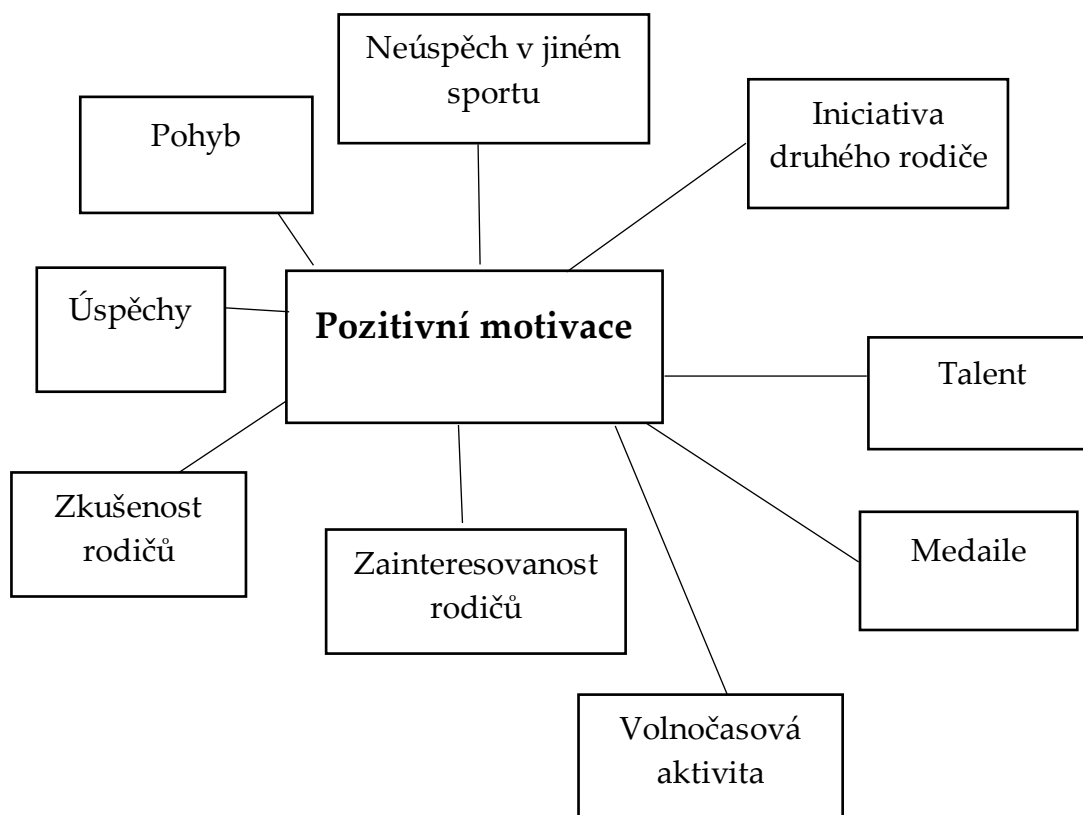 Neúspěch v jiném
sportu
Pohyb
Iniciativa
druhého rodiče
Úspěchy
Pozitivní motivace
Talent
Zkušenost
rodičů
Zainteresovanost
rodičů
Medaile
Volnočasová
aktivita